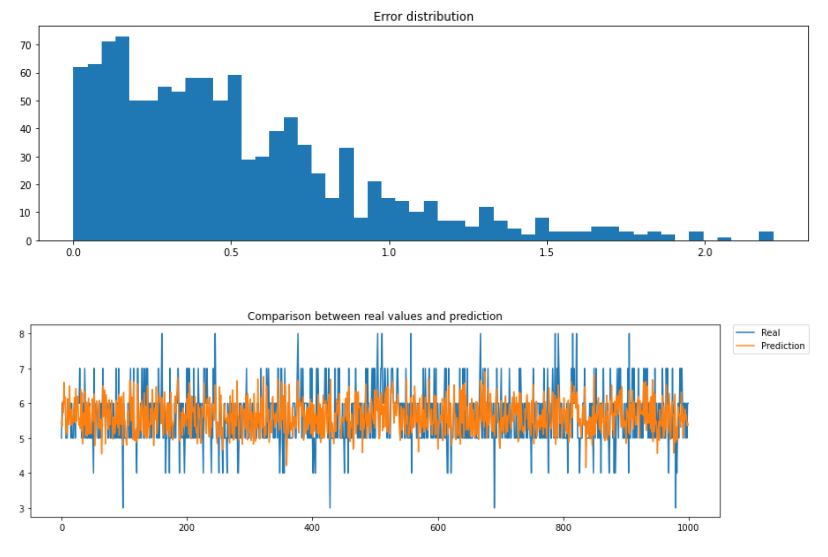 Error distribution
70
60
50
40
30
20
10
0
0.0 0.5 1.0 1.5 2.0
Comparison between real values and prediction
8
7
6
5
4
3
0 200 400 600 800 1000
Real
Prediction